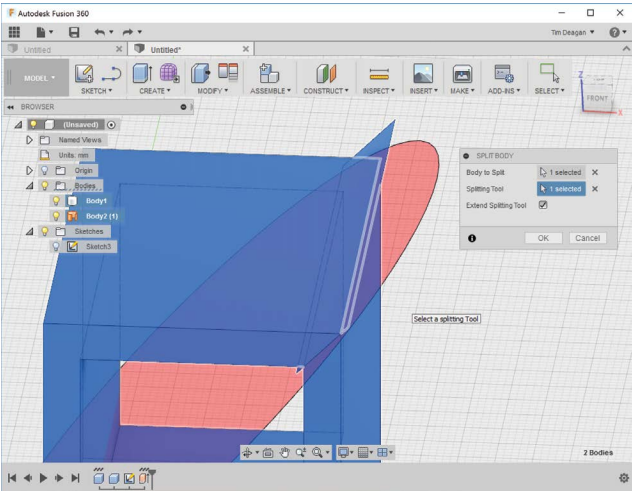 Autodesk Fusion 360
Tim Deagan
Untitled
Untitled*
MODEL
SKETCH
CREATE
MODIFY
ASSEMBLE
CONSTRUCT
INSPECT
INSERT
MAKE
ADD-INS
SELECT
Z
FRONT
X
BROWSER
(Unsaved)
Named Views
Units: mm
Origin
Bodies
Body1
Body2 (1)
Sketches
Sketch3
SPLIT BODY
Body to Split 1 selected
Splitting Tool 1 selected
Extend Splitting Tool
OK Cancel
Select a splitting Tool
2 Bodies